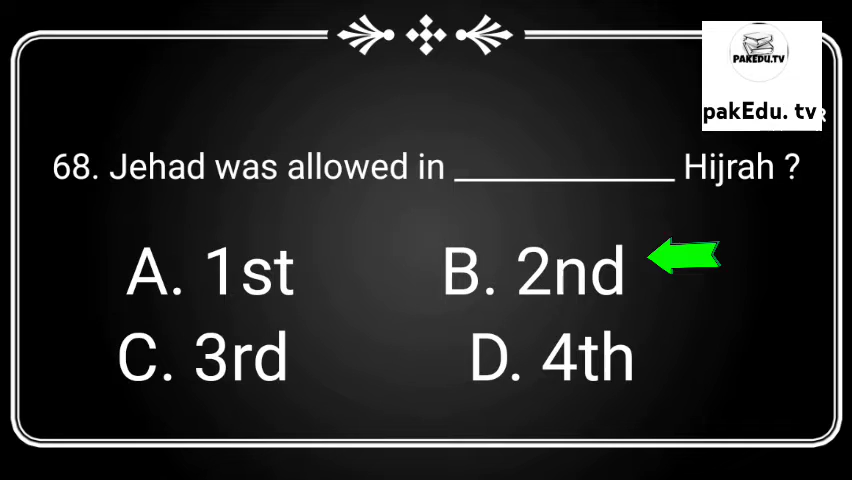 PAKEDU.TV
pakEdu. tv
68. Jehad was allowed in ____________ Hijrah ?
A. 1st B. 2nd
C. 3rd D. 4th